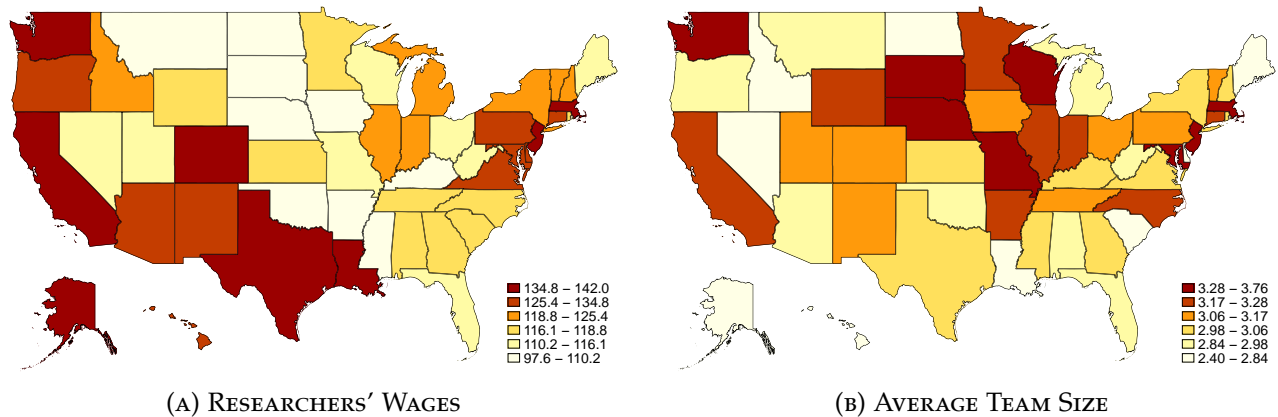 134.8 – 142.0
125.4 – 134.8
118.8 – 125.4
116.1 – 118.8
110.2 – 116.1
97.6 – 110.2
(A) Researchers' Wages
3.28 – 3.76
3.17 – 3.28
3.06 – 3.17
2.98 – 3.06
2.84 – 2.98
2.40 – 2.84
(B) Average Team Size